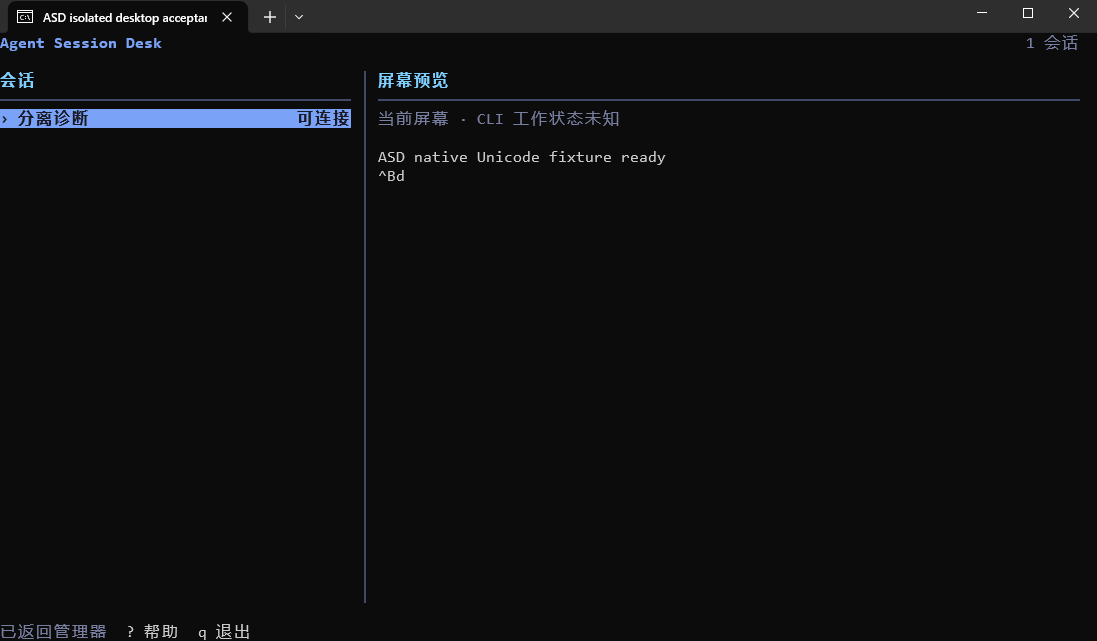 ASD isolated desktop acceptar
Agent Session Desk 1 会话
会话
› 分离诊断 可连接
屏幕预览
当前屏幕 · CLI 工作状态未知
ASD native Unicode fixture ready
^Bd
已返回管理器 ? 帮助 q 退出